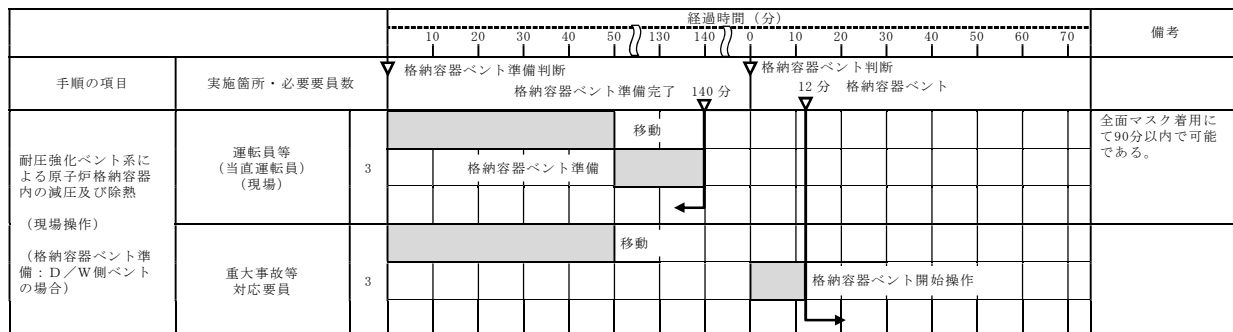 経過時間（分）
備考
10 20 30 40 50 130 140 0 10 20 30 40 50 60 70
手順の項目
実施箇所・必要要員数
格納容器ベント準備判断
格納容器ベント判断
格納容器ベント準備完了 140分
12分 格納容器ベント
耐圧強化ベント系に
よる原子炉格納容器
内の減圧及び除熱
（現場操作）
（格納容器ベント準
備：Ｄ／Ｗ側ベント
の場合）
運転員等
（当直運転員）
（現場）
3
移動
格納容器ベント準備
全面マスク着用に
て90分以内で可能
である。
重大事故等
対応要員
3
移動
格納容器ベント開始操作